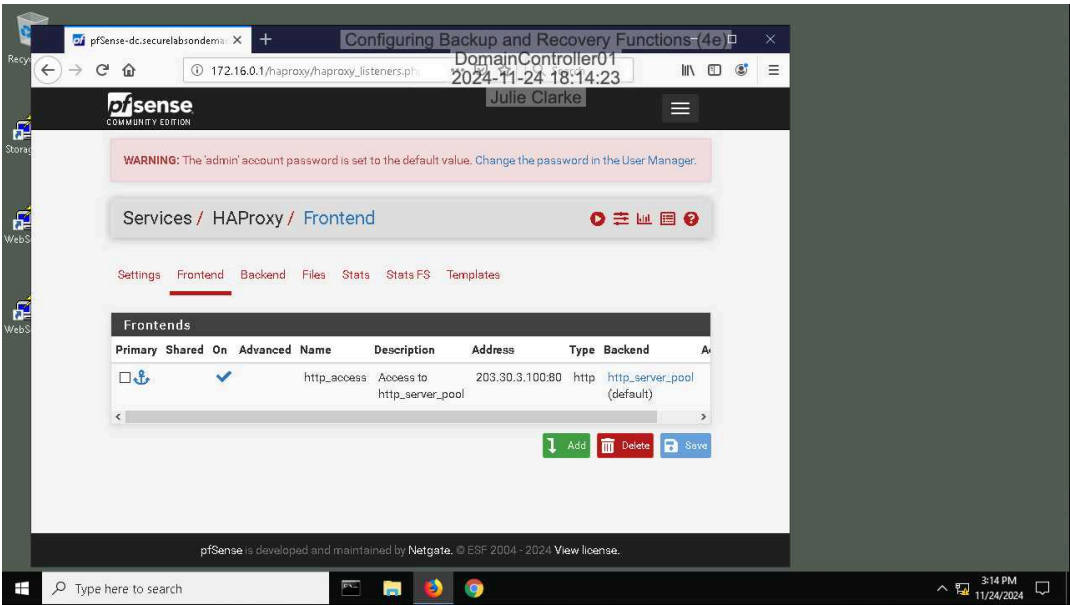 Recy
Storag
WebS
WebS
pfSense-dc.securelabsondema
Configuring Backup and Recovery Functions (4e)
DomainController01
2024-11-24 18:14:23
Julie Clarke
172.16.0.1/haproxy/haproxy_listeners.ph
Search
pfsense
COMMUNITY EDITION
WARNING: The 'admin' account password is set to the default value. Change the password in the User Manager.
Services / HAProxy / Frontend
Settings Frontend Backend Files Stats Stats FS Templates
Frontends
Primary Shared On Advanced Name Description Address Type Backend A
http_access Access to 203.30.3.100:80 http http_server_pool
http_server_pool (default)
Add Delete Save
pfSense is developed and maintained by Netgate. © ESF 2004 - 2024 View license.
Type here to search
3:14 PM
11/24/2024